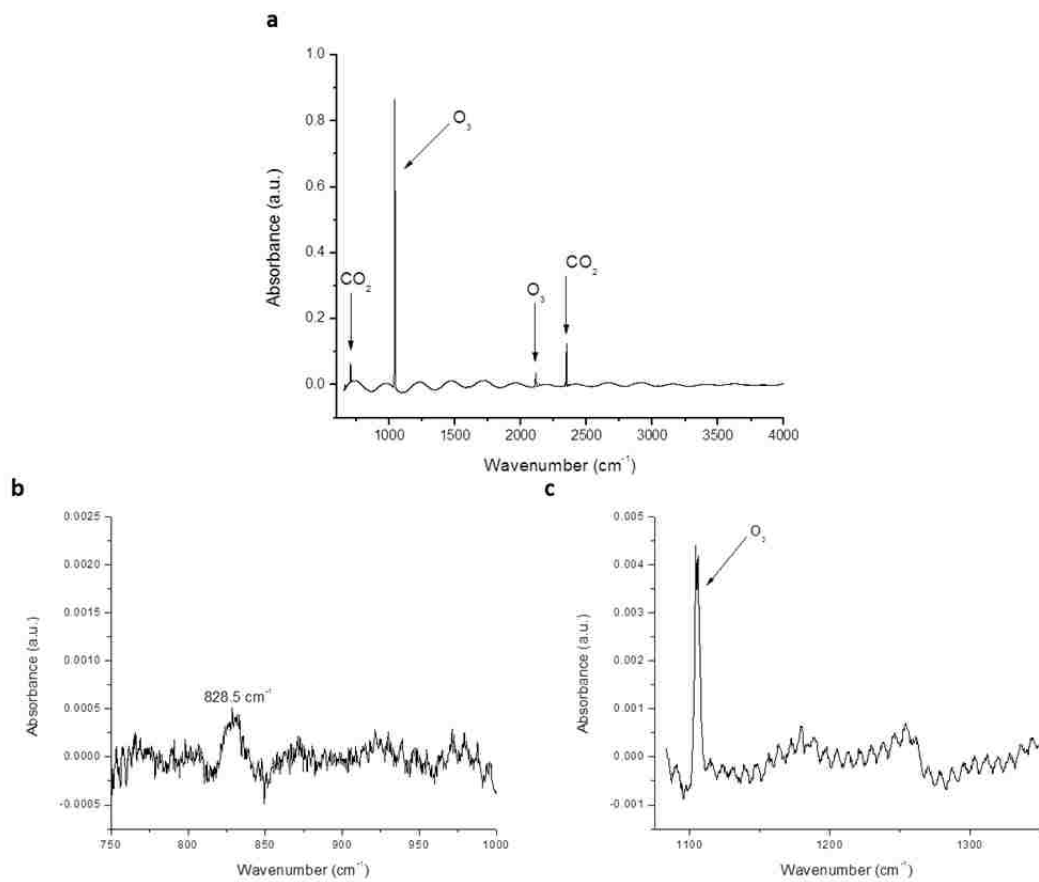 a
1.0
0.8
0.6
0.4
0.2
0.0
Absorbance (a.u.)
O₃
CO₂
O₃
CO₂
1000 1500 2000 2500 3000 3500 4000
Wavenumber (cm⁻¹)
b
0.0025
0.0020
0.0015
0.0010
0.0005
0.0000
-0.0005
Absorbance (a.u.)
828.5 cm⁻¹
750 800 850 900 950 1000
Wavenumber (cm⁻¹)
c
0.005
0.004
0.003
0.002
0.001
0.000
-0.001
Absorbance (a.u.)
O₃
1100 1200 1300
Wavenumber (cm⁻¹)